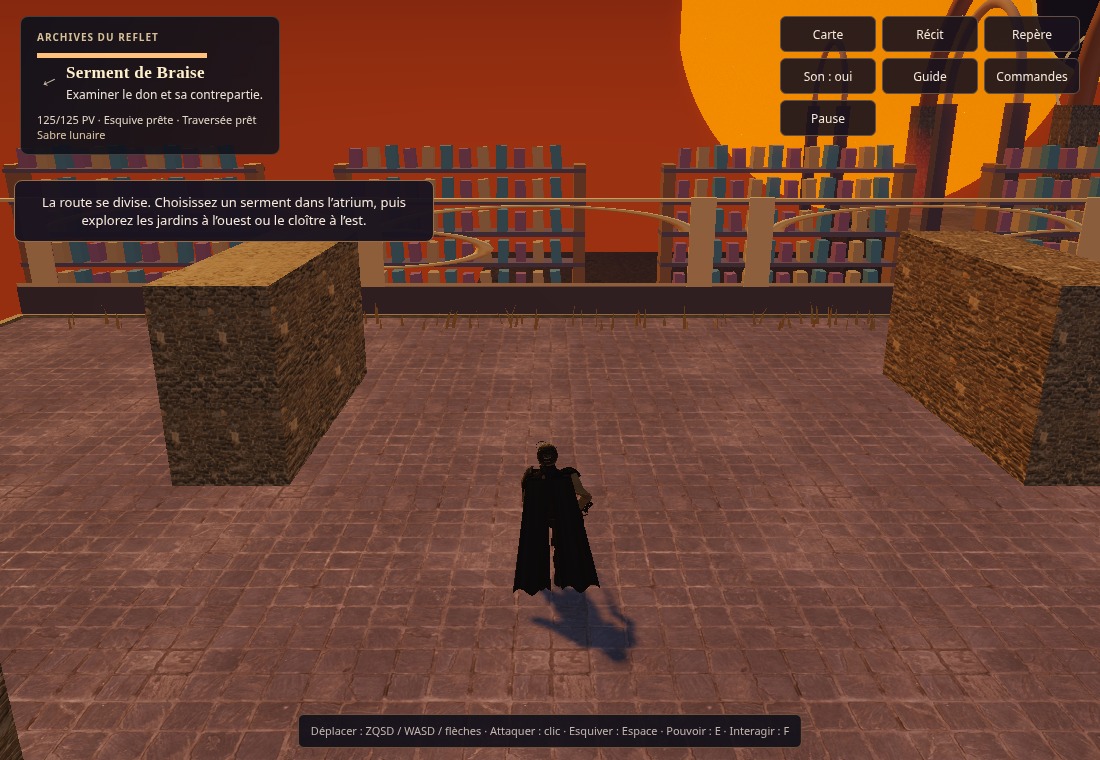 ARCHIVES DU REFLET
Serment de Braise
Examiner le don et sa contrepartie.
125/125 PV · Esquive prête · Traversée prêt
Sabre lunaire
Carte
Récit
Repère
Son : oui
Guide
Commandes
Pause
La route se divise. Choisissez un serment dans l’atrium, puis
explorez les jardins à l’ouest ou le cloître à l’est.
Déplacer : ZQSD / WASD / flèches · Attaquer : clic · Esquiver : Espace · Pouvoir : E · Interagir : F